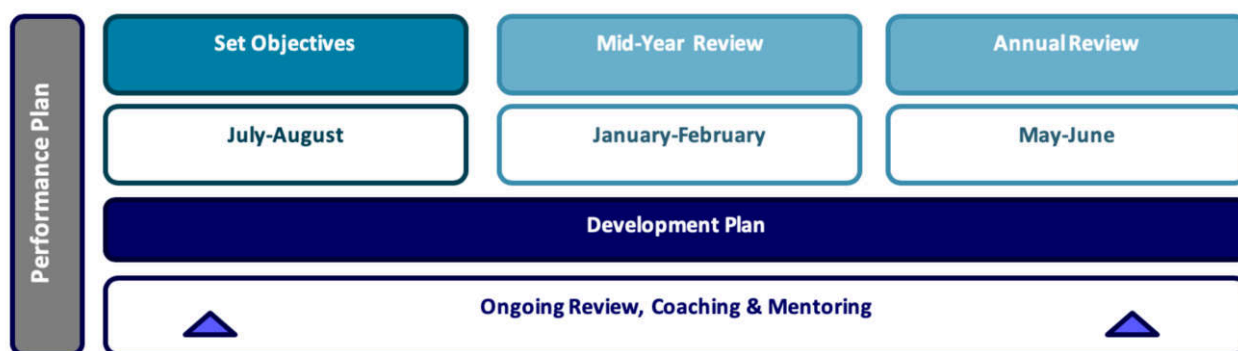 Performance Plan
Set Objectives
Mid-Year Review
Annual Review
July-August
January-February
May-June
Development Plan
Ongoing Review, Coaching & Mentoring